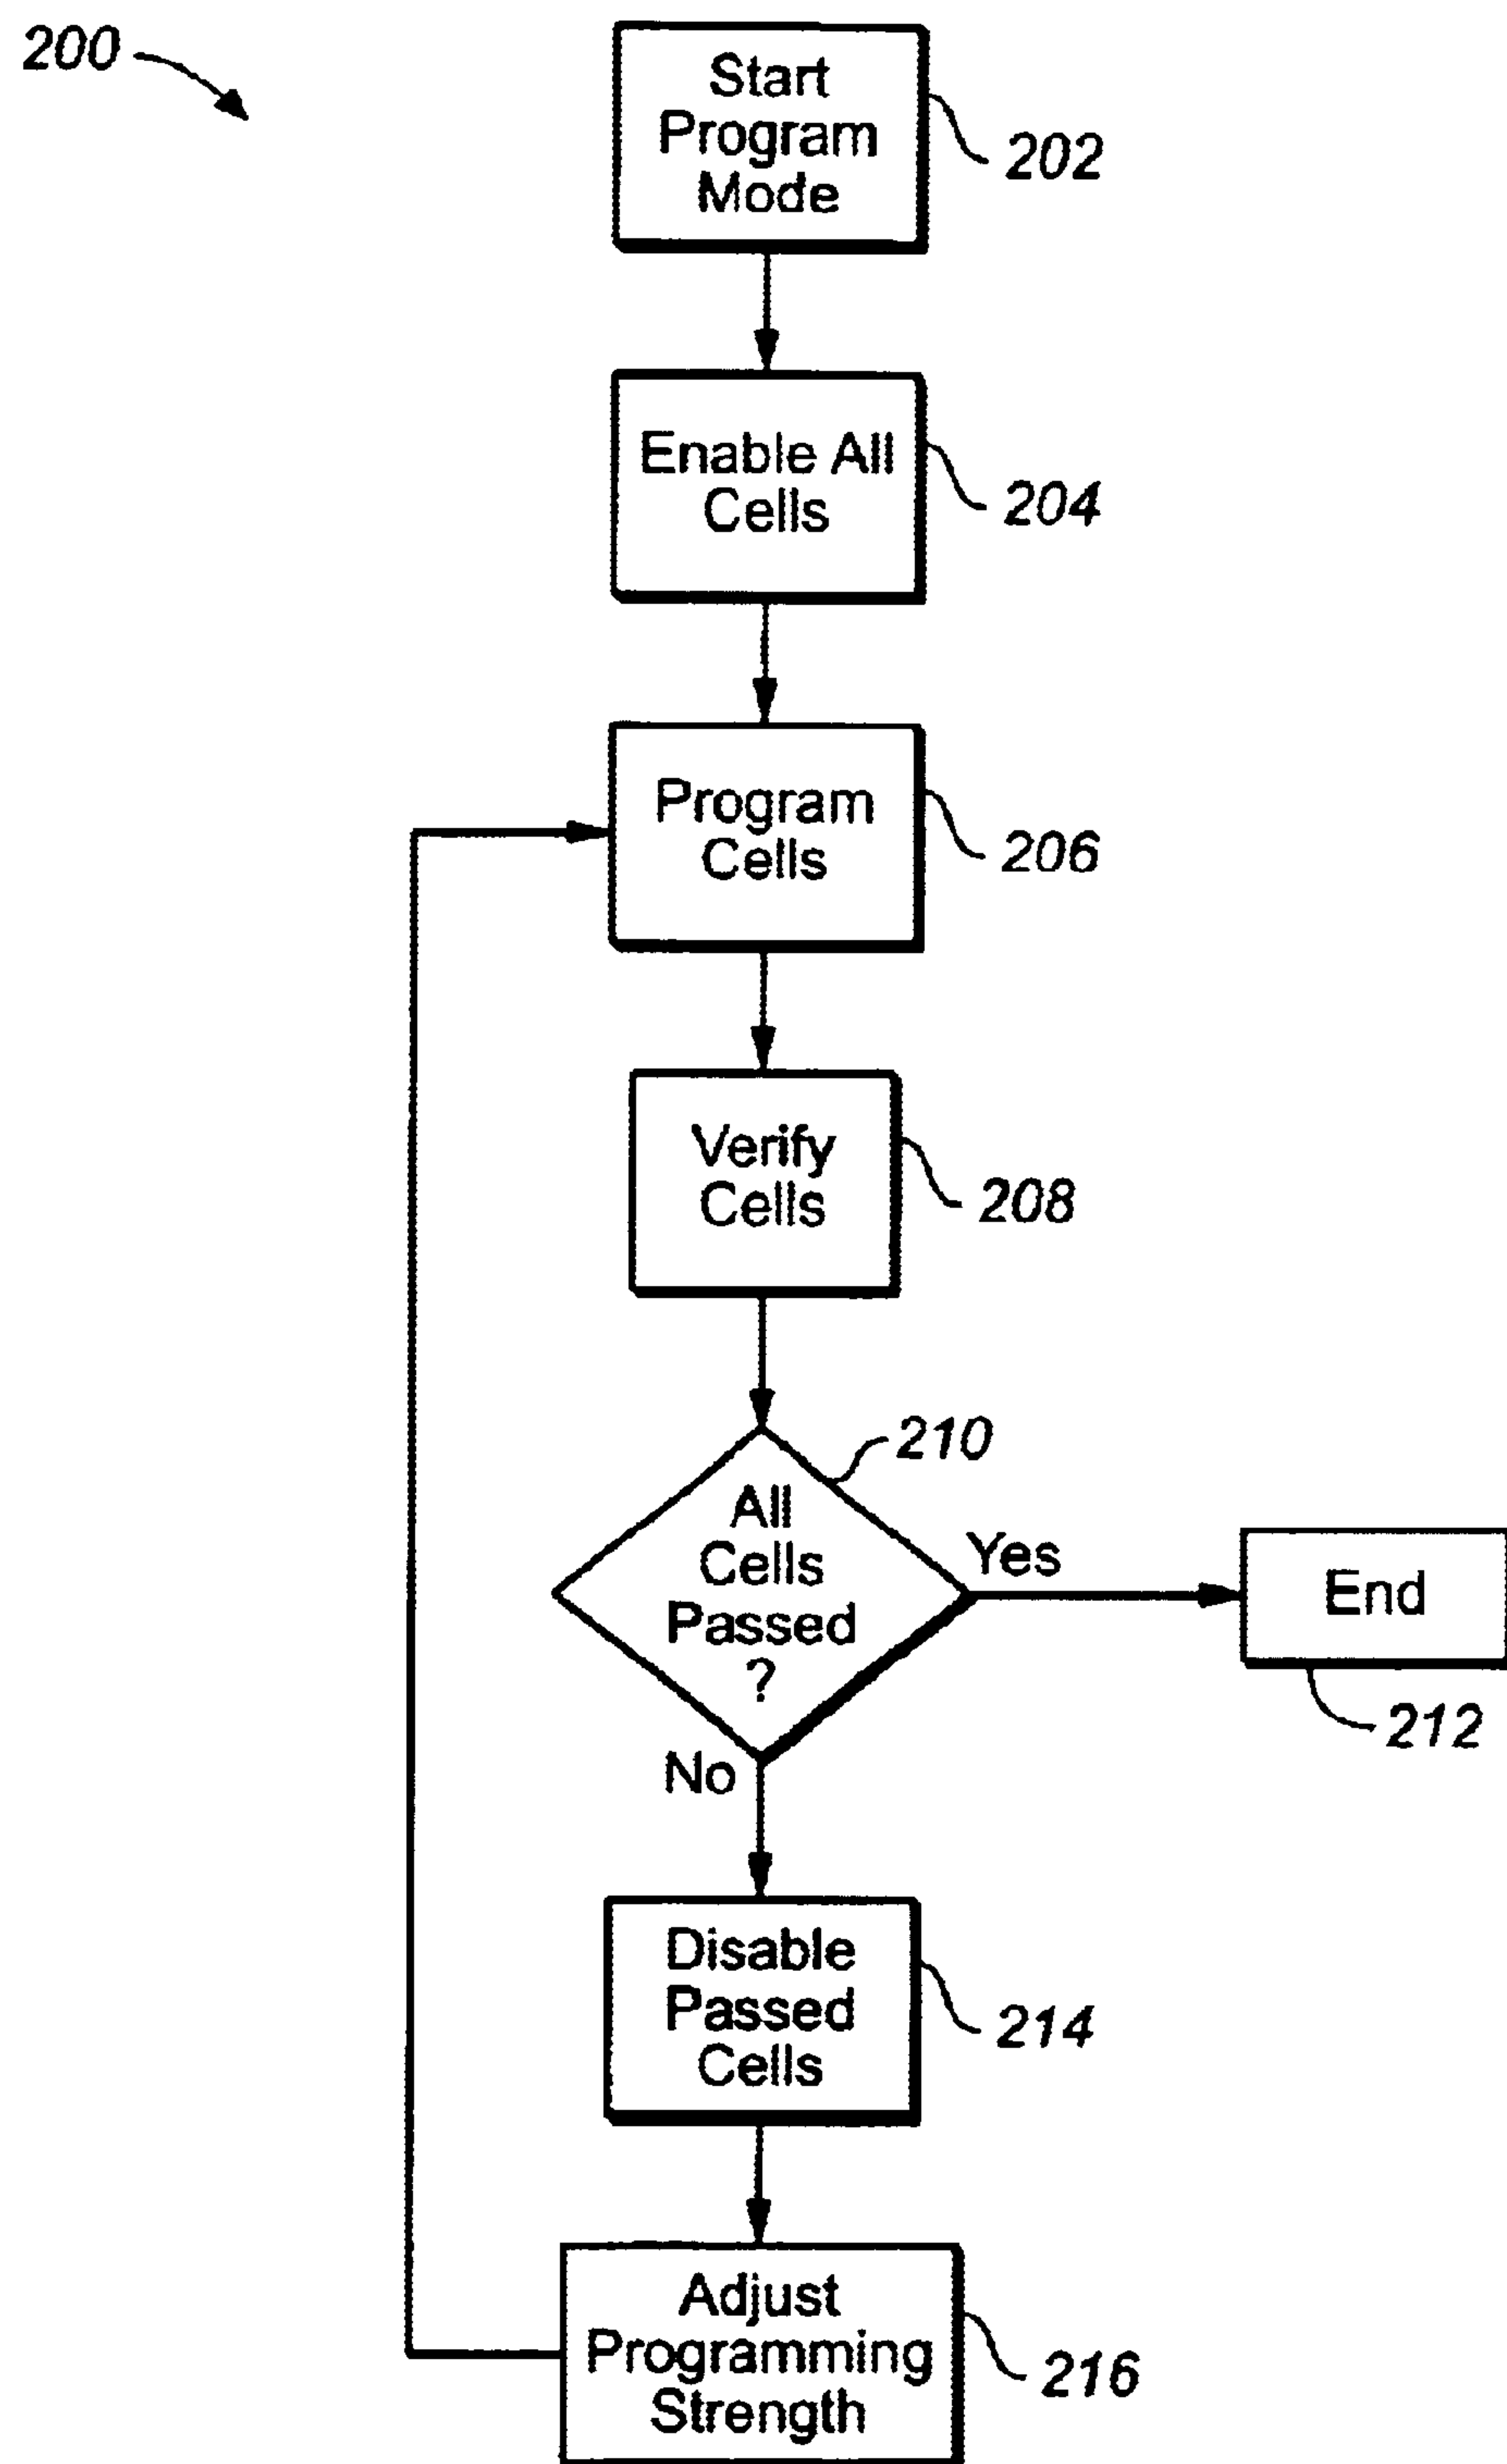 200
Start
Program
Mode
202
Enable All
Cells
204
Program
Cells
206
Verify
Cells
208
210
All
Cells
Passed
?
Yes
End
212
No
Disable
Passed
Cells
214
Adjust
Programming
Strength
216